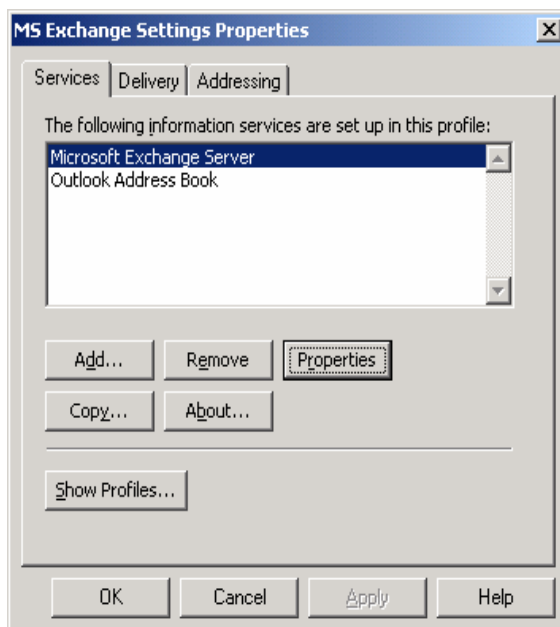 MS Exchange Settings Properties
Services Delivery Addressing
The following information services are set up in this profile:
Microsoft Exchange Server
Outlook Address Book
Add... Remove Properties
Copy... About...
Show Profiles...
OK Cancel Apply Help